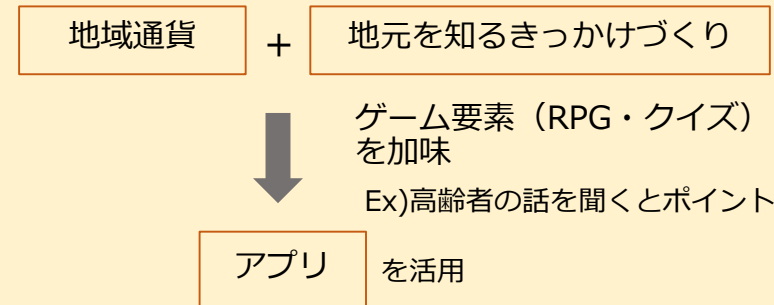 地域通貨 + 地元を知るきっかけづくり
ゲーム要素（RPG・クイズ）
を加味
Ex)高齢者の話を聞くとポイント
アプリ を活用